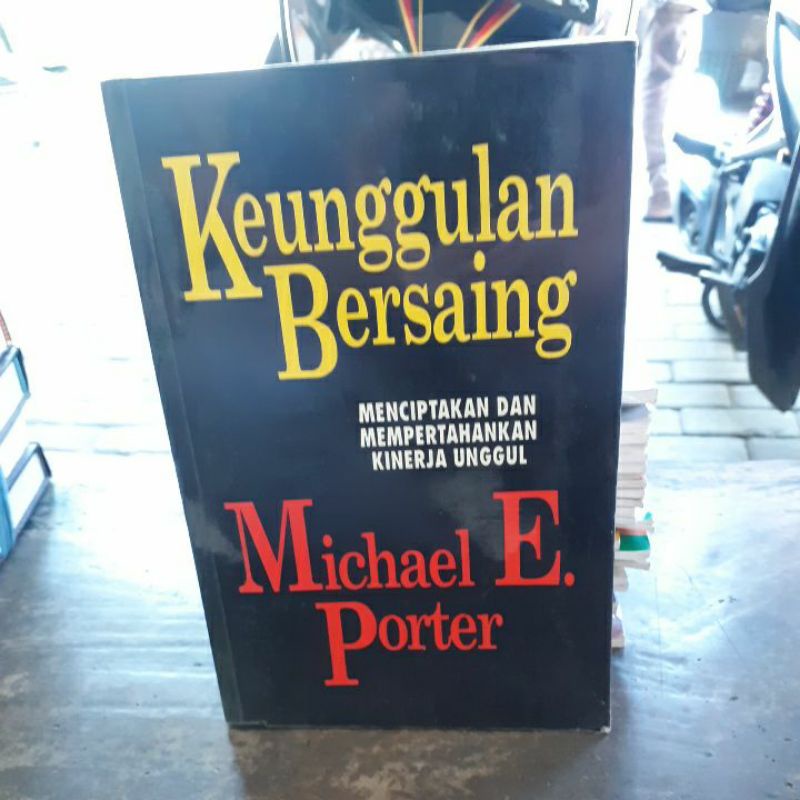 Keunggulan
Bersaing
MENCIPTAKAN DAN
MEMPERTAHANKAN
KINERJA UNGGUL
Michael E.
Porter